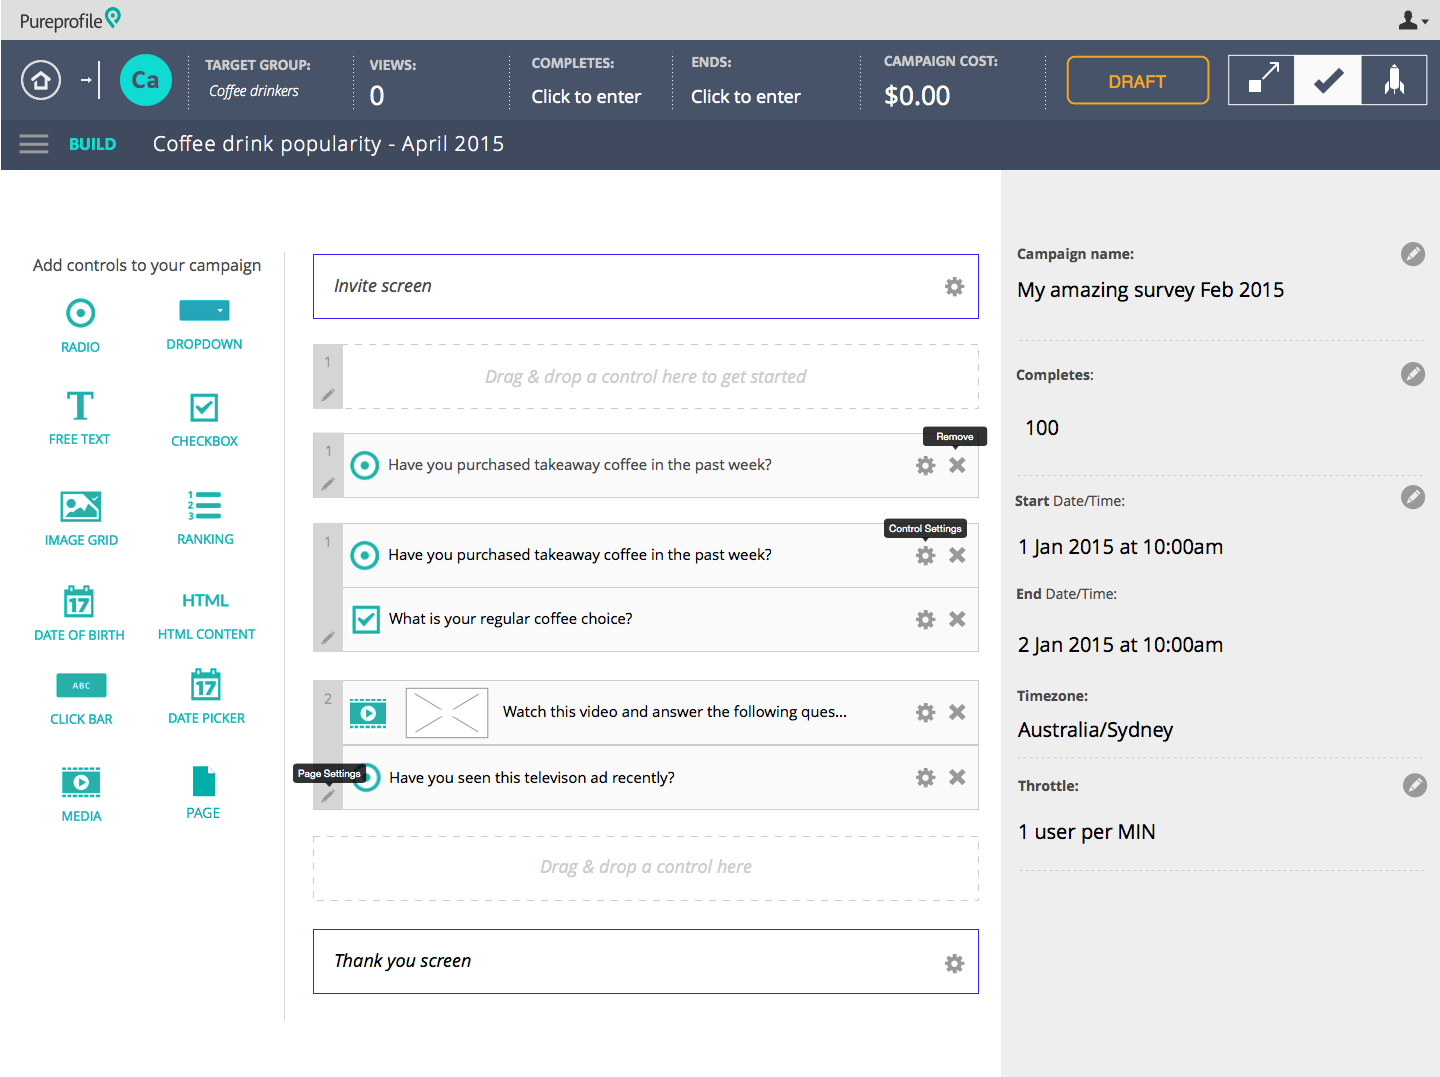 Pureprofile
Ca
TARGET GROUP:
Coffee drinkers
VIEWS:
0
COMPLETES:
Click to enter
ENDS:
Click to enter
CAMPAIGN COST:
$0.00
DRAFT
BUILD
Coffee drink popularity - April 2015
Add controls to your campaign
RADIO
DROPDOWN
T
FREE TEXT
CHECKBOX
IMAGE GRID
1
2
3
RANKING
17
DATE OF BIRTH
HTML
HTML CONTENT
ABC
CLICK BAR
17
DATE PICKER
MEDIA
PAGE
Invite screen
1
Drag & drop a control here to get started
1
Have you purchased takeaway coffee in the past week?
Remove
1
Have you purchased takeaway coffee in the past week?
Control Settings
What is your regular coffee choice?
2
Watch this video and answer the following ques...
Page Settings
Have you seen this televison ad recently?
Drag & drop a control here
Thank you screen
Campaign name:
My amazing survey Feb 2015
Completes:
100
Start Date/Time:
1 Jan 2015 at 10:00am
End Date/Time:
2 Jan 2015 at 10:00am
Timezone:
Australia/Sydney
Throttle:
1 user per MIN